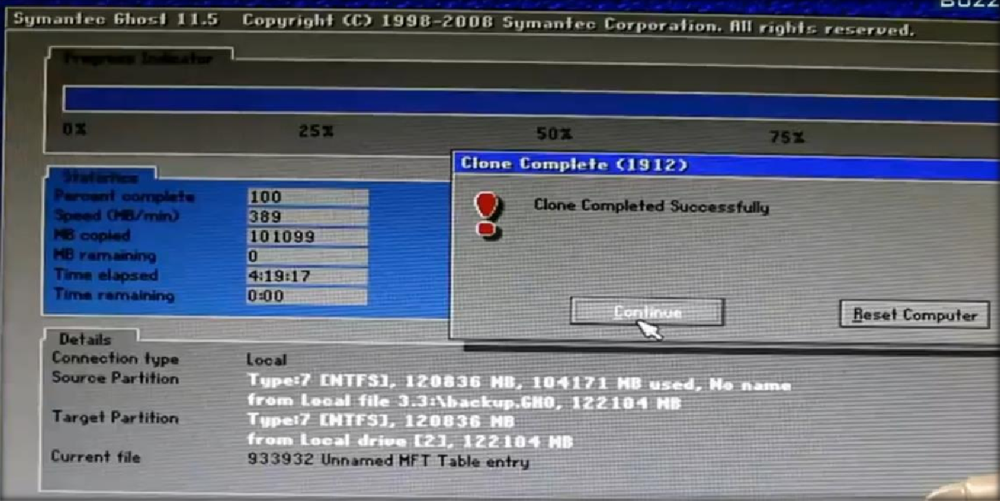 Symantec Ghost 11.5 Copyright (C) 1998-2008 Symantec Corporation. All rights reserved.
Progress Indicator
0% 25% 50% 75%
Clone Complete (1912)
Clone Completed Successfully
Continue Reset Computer
Statistics
Percent complete 100
Speed (MB/min) 389
MB copied 101099
MB remaining 0
Time elapsed 4:19:17
Time remaining 0:00
Details
Connection type Local
Source Partition Type:7 [NTFS], 120836 MB, 104171 MB used, No name
from Local file 3.3:\backup.GHO, 122104 MB
Target Partition Type:7 [NTFS], 120836 MB
from Local drive [2], 122104 MB
Current file 933932 Unnamed MFT Table entry